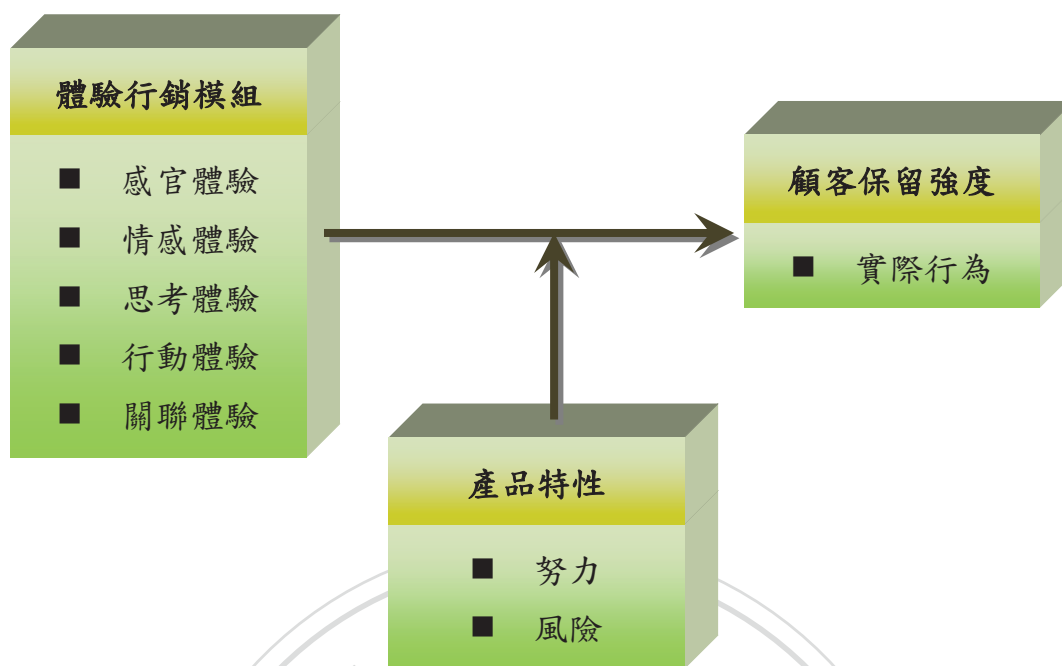 體驗行銷模組
感官體驗
情感體驗
思考體驗
行動體驗
關聯體驗
顧客保留強度
實際行為
產品特性
努力
風險